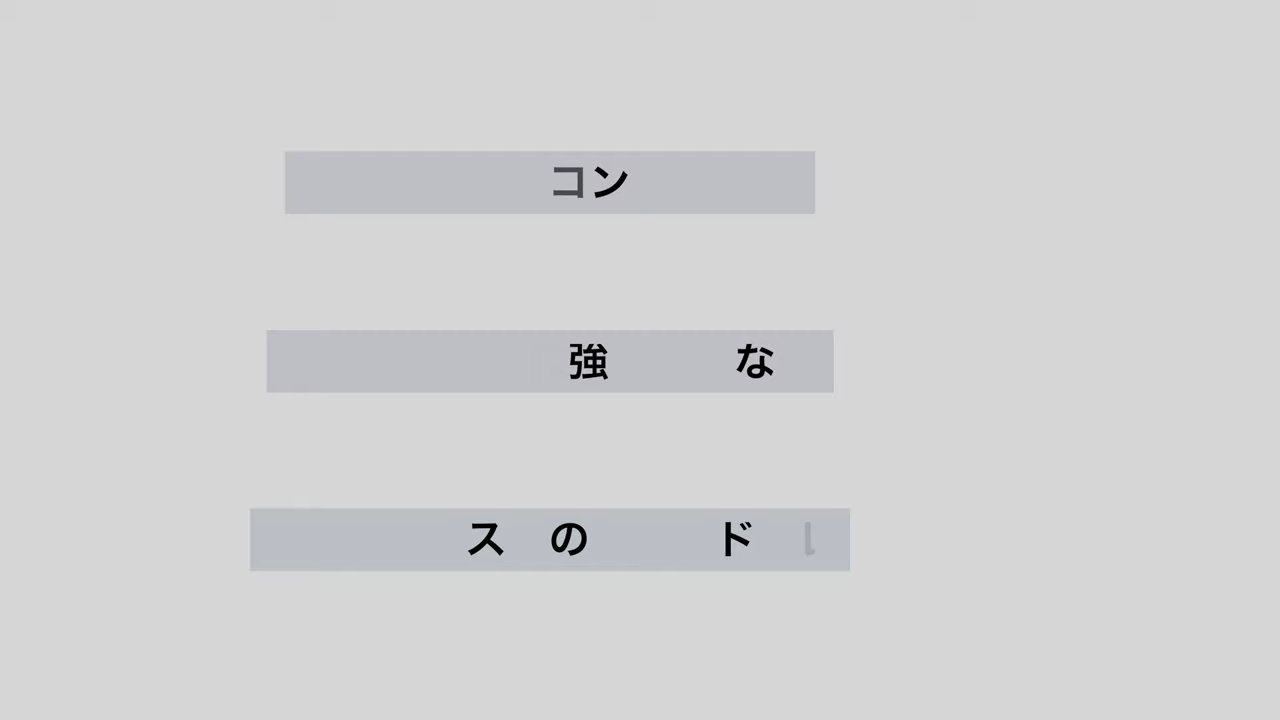 コン
強 な
ス の ド